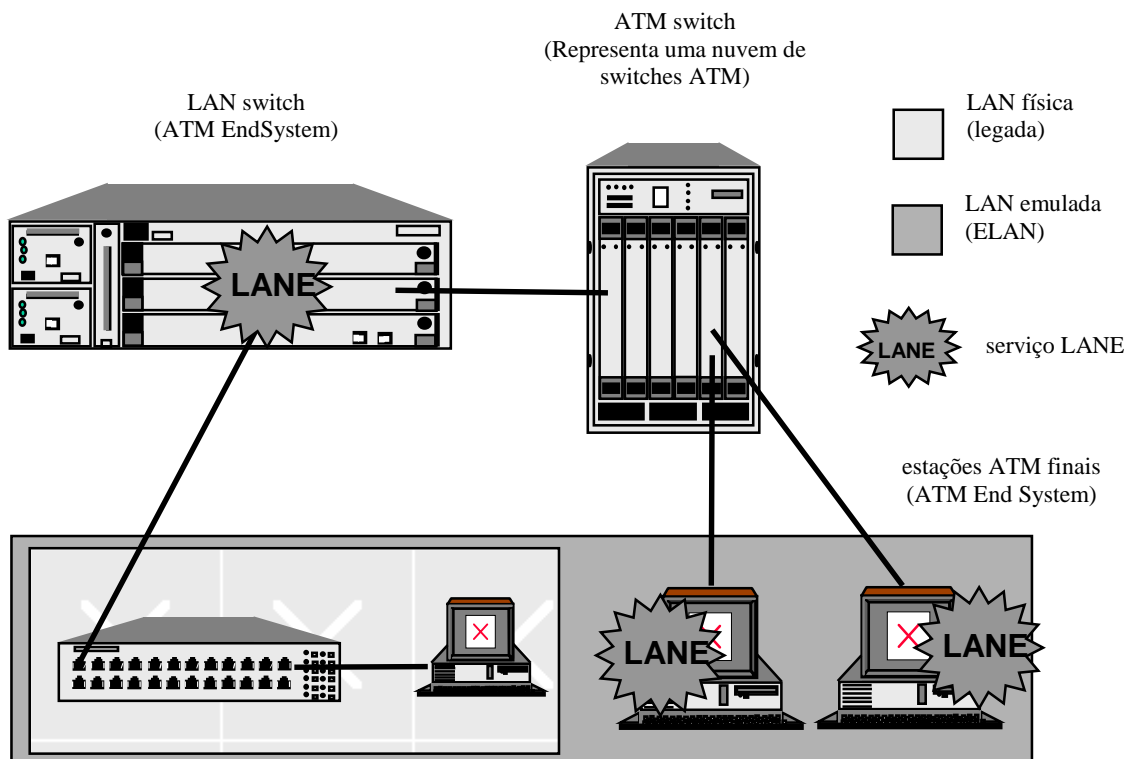 ATM switch
(Representa uma nuvem de
switches ATM)
LAN switch
(ATM EndSystem)
LAN física
(legada)
LAN emulada
(ELAN)
LANE
LANE
serviço LANE
estações ATM finais
(ATM End System)
LANE
LANE